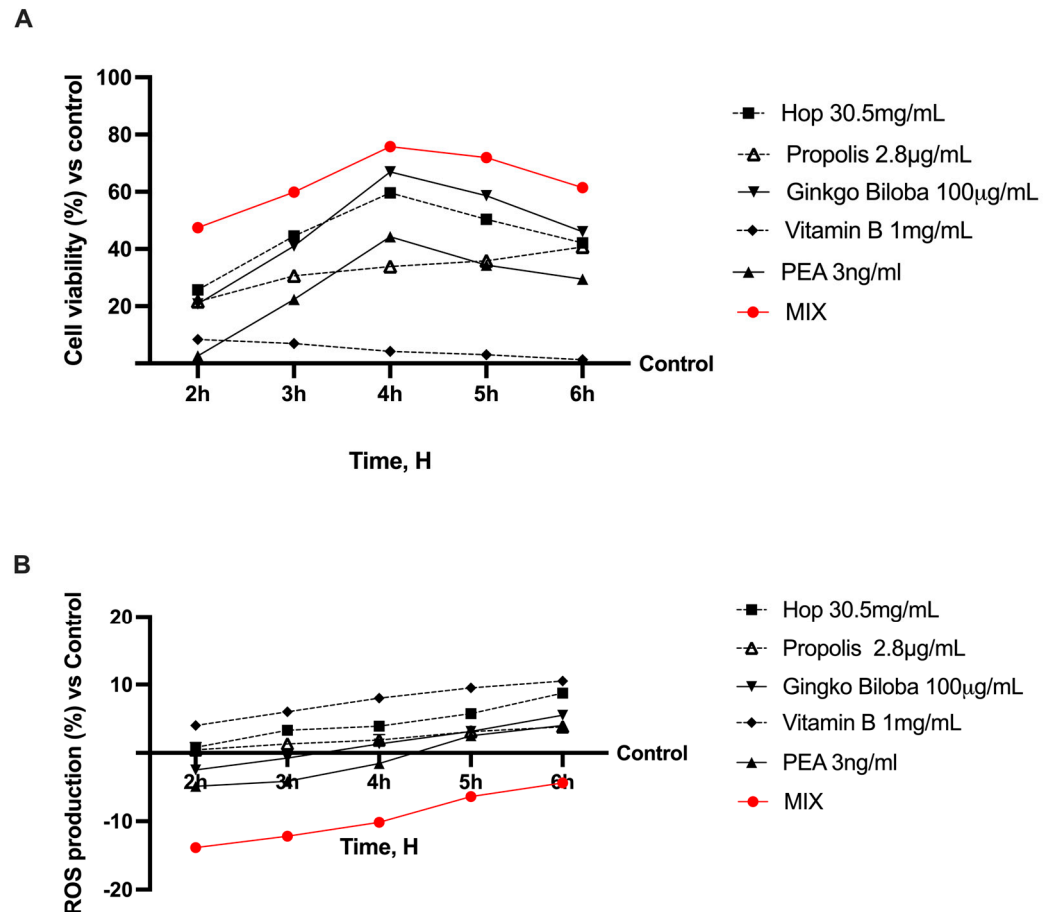 A
Cell viability (%) vs control
100
80
60
40
20
2h 3h 4h 5h 6h
Control
Time, H
Hop 30.5mg/mL
Propolis 2.8µg/mL
Ginkgo Biloba 100µg/mL
Vitamin B 1mg/mL
PEA 3ng/ml
MIX
B
ROS production (%) vs Control
20
10
0
-10
-20
2h 3h 4h 5h 6h
Control
Time, H
Hop 30.5mg/mL
Propolis 2.8µg/mL
Gingko Biloba 100µg/mL
Vitamin B 1mg/mL
PEA 3ng/ml
MIX